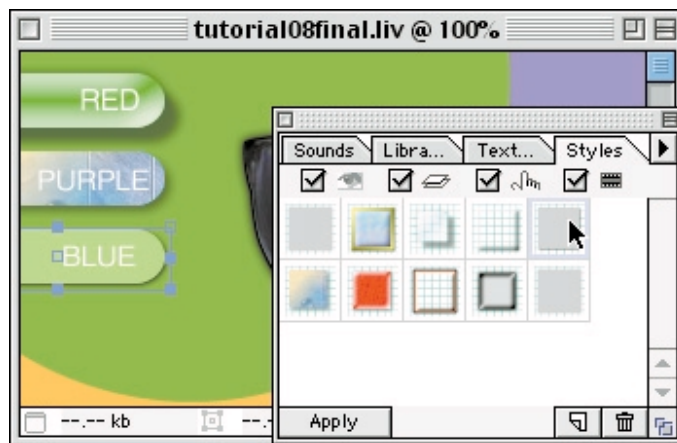 tutorial08final.liv @ 100%
RED
PURPLE
BLUE
Sounds Libra... Text... Styles
--.-- kb --.-
Apply